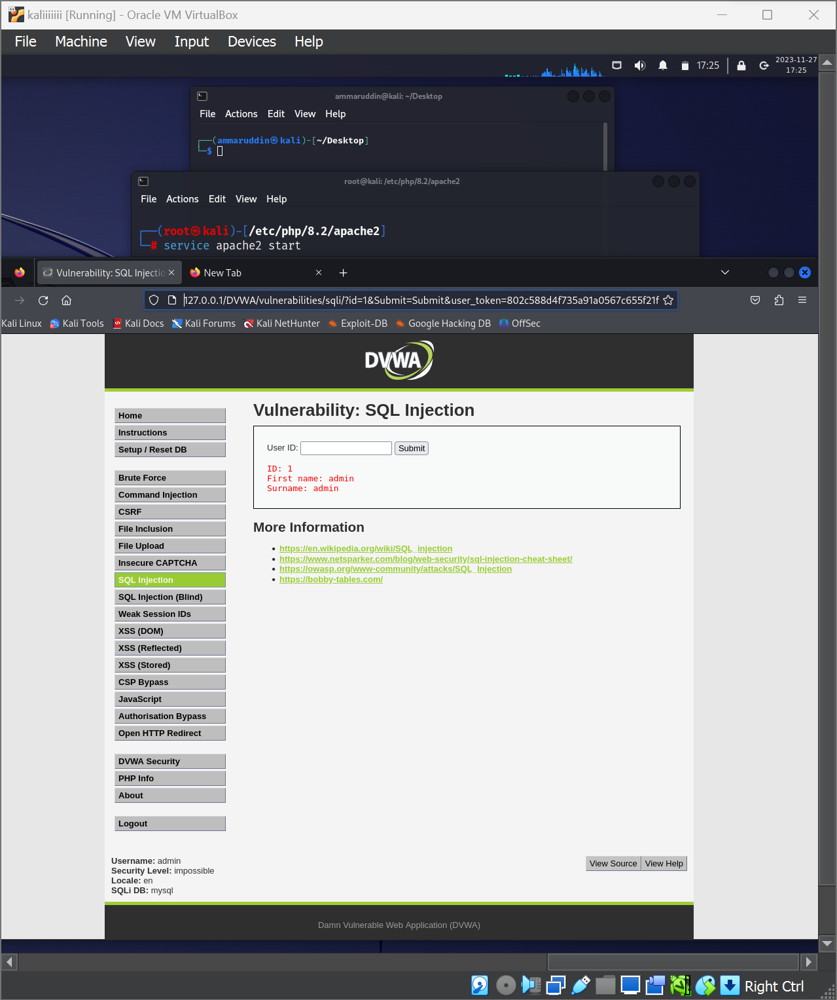 kaliiiiiii [Running] - Oracle VM VirtualBox
File Machine View Input Devices Help
17:25
2023-11-27
17:25
ammaruddin@kali: ~/Desktop
File Actions Edit View Help
┌──(ammaruddin㉿kali)-[~/Desktop]
└─$
root@kali: /etc/php/8.2/apache2
File Actions Edit View Help
┌──(root㉿kali)-[/etc/php/8.2/apache2]
└─# service apache2 start
Vulnerability: SQL Injectio
New Tab
127.0.0.1/DVWA/vulnerabilities/sqli/?id=1&Submit=Submit&user_token=802c588d4f735a91a0567c655f21f
Kali Linux Kali Tools Kali Docs Kali Forums Kali NetHunter Exploit-DB Google Hacking DB OffSec
DVWA
Vulnerability: SQL Injection
User ID: Submit
ID: 1
First name: admin
Surname: admin
More Information
https://en.wikipedia.org/wiki/SQL_injection
https://www.netsparker.com/blog/web-security/sql-injection-cheat-sheet/
https://owasp.org/www-community/attacks/SQL_Injection
https://bobby-tables.com/
Home
Instructions
Setup / Reset DB
Brute Force
Command Injection
CSRF
File Inclusion
File Upload
Insecure CAPTCHA
SQL Injection
SQL Injection (Blind)
Weak Session IDs
XSS (DOM)
XSS (Reflected)
XSS (Stored)
CSP Bypass
JavaScript
Authorisation Bypass
Open HTTP Redirect
DVWA Security
PHP Info
About
Logout
Username: admin
Security Level: impossible
Locale: en
SQLi DB: mysql
View Source View Help
Damn Vulnerable Web Application (DVWA)
Right Ctrl